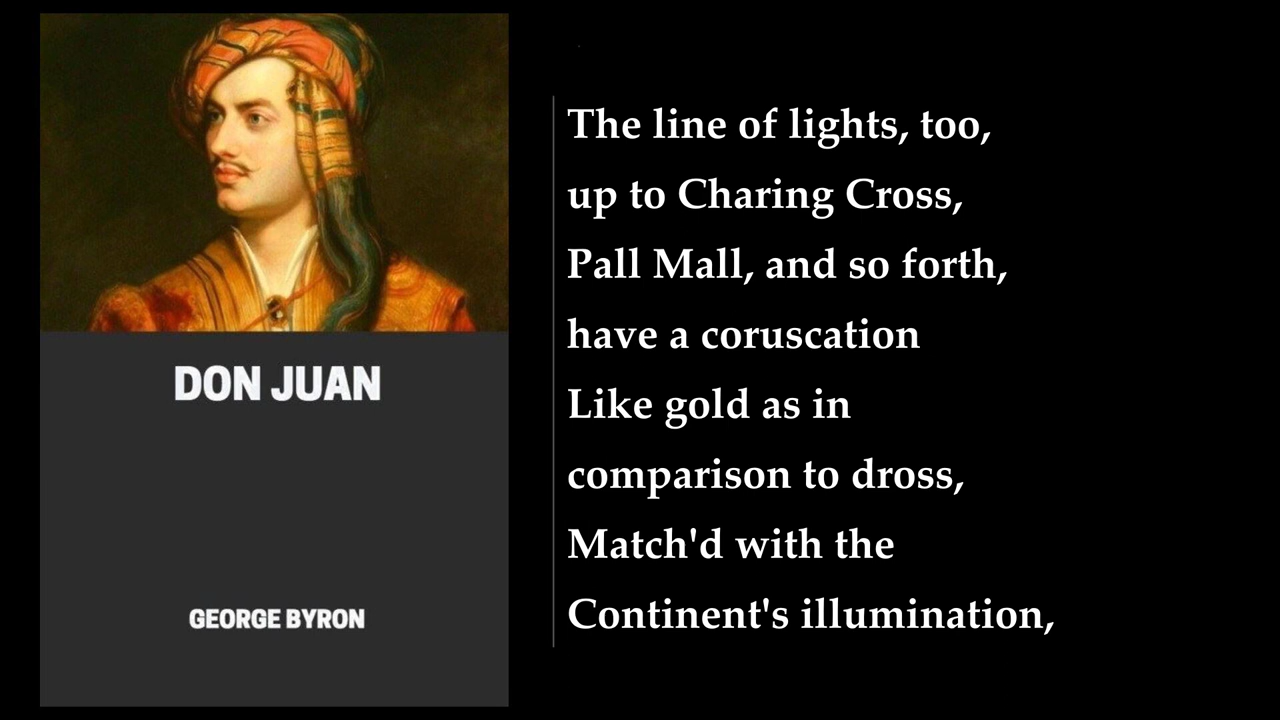 DON JUAN
GEORGE BYRON
The line of lights, too,
up to Charing Cross,
Pall Mall, and so forth,
have a coruscation
Like gold as in
comparison to dross,
Match'd with the
Continent's illumination,